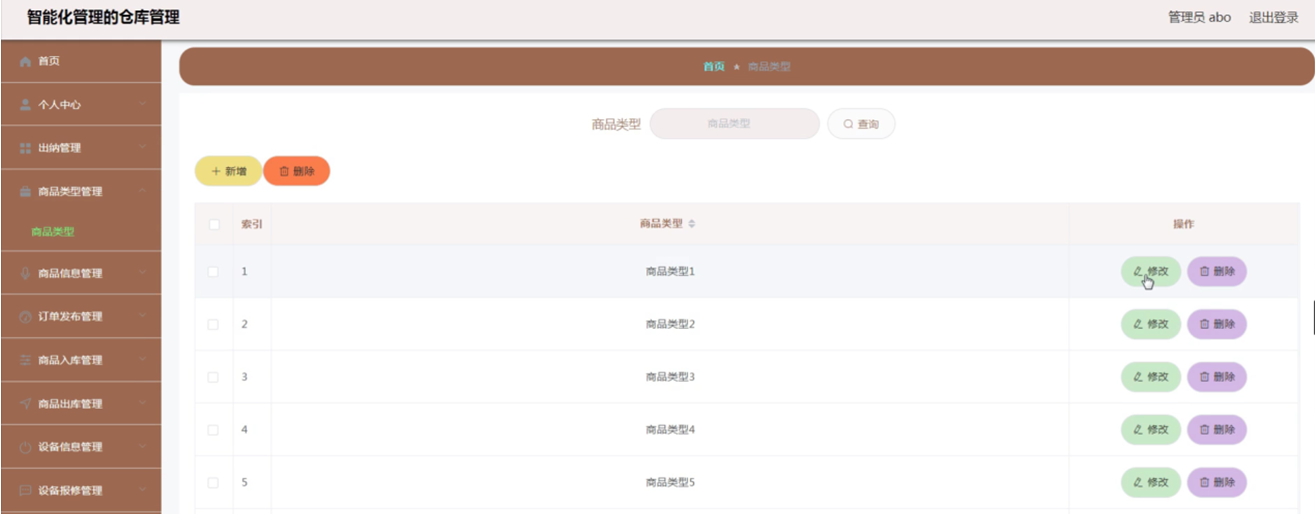 智能化管理的仓库管理
管理员 abo 退出登录
首页
个人中心
出纳管理
商品类型管理
商品类型
商品信息管理
订单发布管理
商品入库管理
商品出库管理
设备信息管理
设备报修管理
首页 ★ 商品类型
商品类型 商品类型 查询
+ 新增 删除
索引 商品类型 操作
1 商品类型1 修改 删除
2 商品类型2 修改 删除
3 商品类型3 修改 删除
4 商品类型4 修改 删除
5 商品类型5 修改 删除